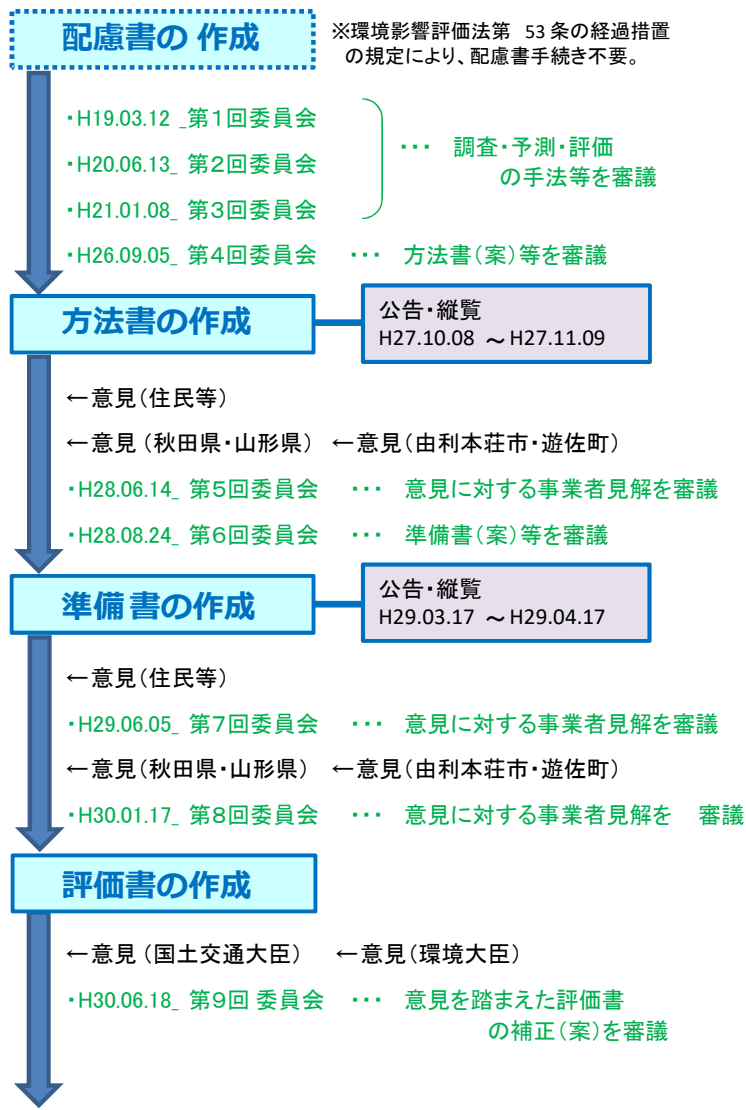 配慮書の 作成
※環境影響評価法第 53 条の経過措置
の規定により、配慮書手続き不要。
・H19.03.12 _第1回委員会
・H20.06.13_ 第2回委員会
・H21.01.08_ 第3回委員会
・・・ 調査・予測・評価
の手法等を審議
・H26.09.05_ 第4回委員会 ・・・ 方法書(案)等を審議
方法書の作成
公告・縦覧
H27.10.08 ～H27.11.09
←意見(住民等)
←意見(秋田県・山形県) ←意見(由利本荘市・遊佐町)
・H28.06.14_ 第5回委員会 ・・・ 意見に対する事業者見解を審議
・H28.08.24_ 第6回委員会 ・・・ 準備書(案)等を審議
準備書の作成
公告・縦覧
H29.03.17 ～H29.04.17
←意見(住民等)
・H29.06.05_ 第7回委員会 ・・・ 意見に対する事業者見解を審議
←意見(秋田県・山形県) ←意見(由利本荘市・遊佐町)
・H30.01.17_ 第8回委員会 ・・・ 意見に対する事業者見解を 審議
評価書の作成
←意見(国土交通大臣) ←意見(環境大臣)
・H30.06.18_ 第9回 委員会 ・・・ 意見を踏まえた評価書
の補正(案)を審議